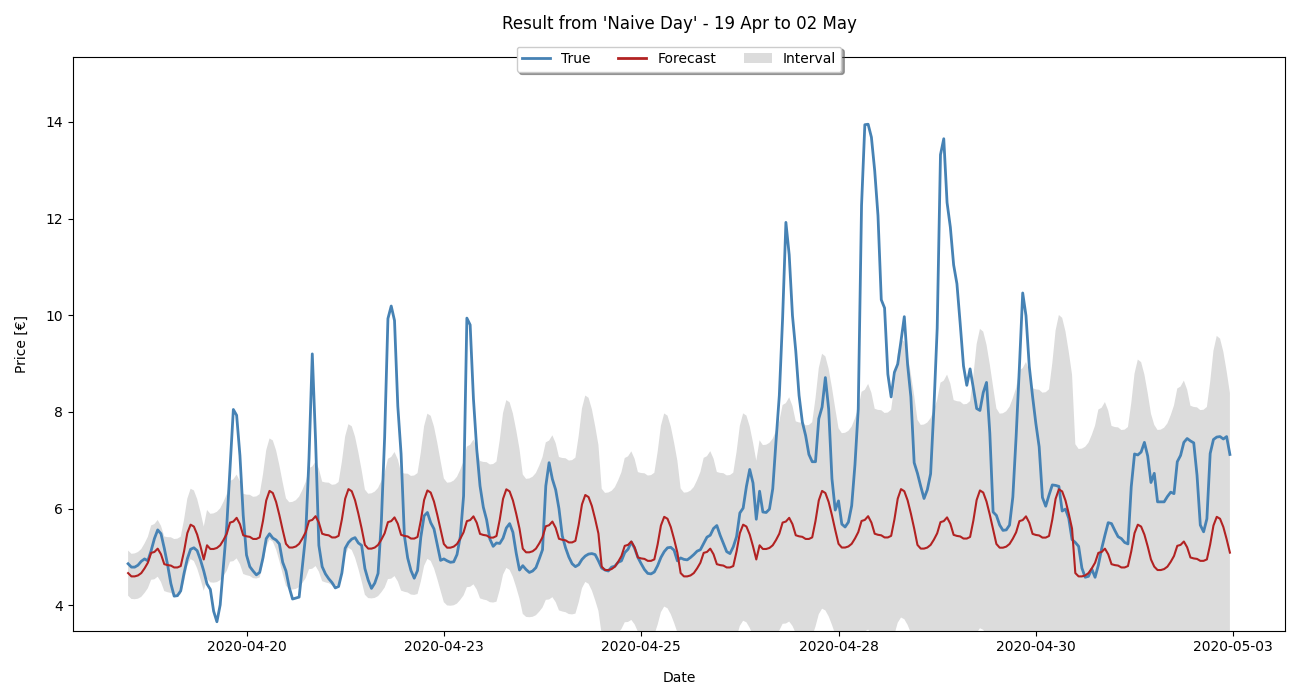 Result from 'Naive Day' - 19 Apr to 02 May
True Forecast Interval
14
12
10
8
6
4
Price [€]
2020-04-20 2020-04-23 2020-04-25 2020-04-28 2020-04-30 2020-05-03
Date